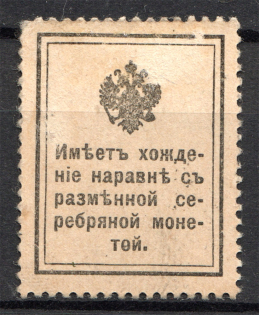 Имѣетъ хожде-
ніе наравнѣ съ
размѣнной се-
ребряной моне-
той.